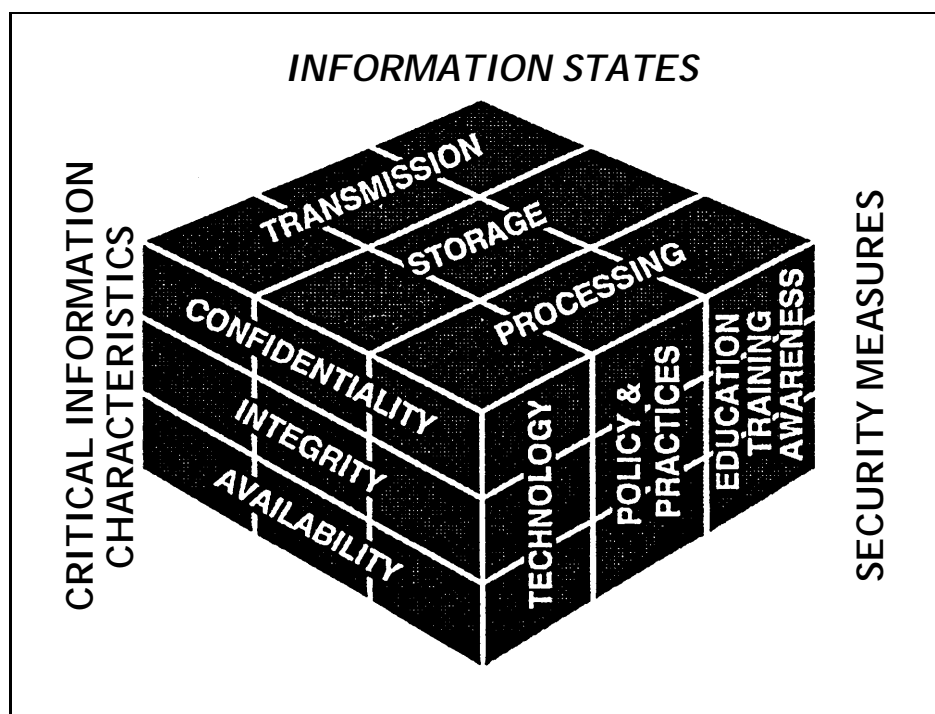 INFORMATION STATES
CRITICAL INFORMATION
CHARACTERISTICS
TRANSMISSION
STORAGE
PROCESSING
CONFIDENTIALITY
INTEGRITY
AVAILABILITY
TECHNOLOGY
POLICY &
PRACTICES
EDUCATION
TRAINING
AWARENESS
SECURITY MEASURES